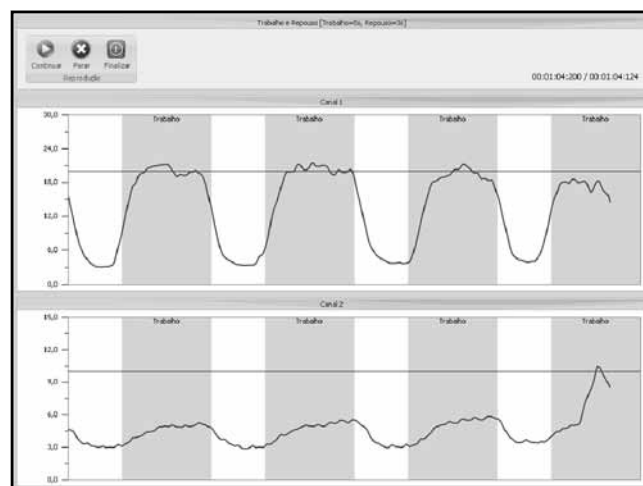 Trabalho e Repouso [Trabalho=5s, Repouso=3s]
Continuar Parar Finalizar
Reprodução
00:01:04:200 / 00:01:04:124
Canal 1
30,0
Trabalho Trabalho Trabalho Trabalho
24,0
18,0
12,0
6,0
0,0
Canal 2
15,0
Trabalho Trabalho Trabalho Trabalho
12,0
9,0
6,0
3,0
0,0